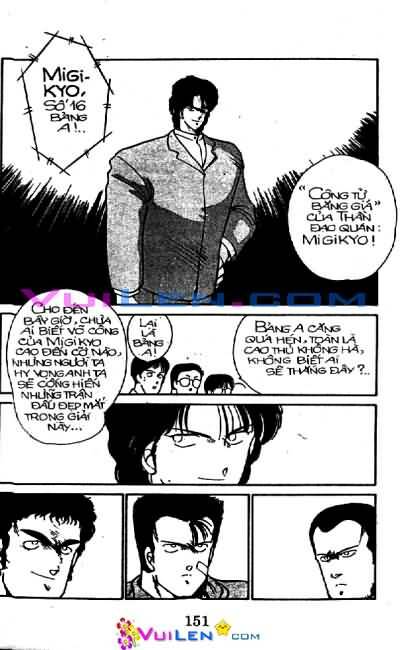 MIGI-
KYO,
SỐ 16
BẢNG
A!..
"CÔNG TỬ
BĂNG GIÁ"
CỦA THẦN
ĐẠO QUÁN:
MIGIKYO!
VUILEN.COM
CHO ĐẾN
BÂY GIỜ, CHƯA
AI BIẾT VÕ CÔNG
CỦA MIGIKYO
CAO ĐẾN CỠ NÀO,
NHƯNG NGƯỜI TA
HY VỌNG ANH TA
SẼ CỐNG HIẾN
NHỮNG TRẬN
ĐẤU ĐẸP MẮT
TRONG GIẢI
NÀY...
LẠI
LÀ
BẢNG
A!
BẢNG A CĂNG
QUÁ HEN, TOÀN LÀ
CAO THỦ KHÔNG HÀ,
KHÔNG BIẾT AI
SẼ THẮNG ĐÂY?..
151
VUILEN.COM